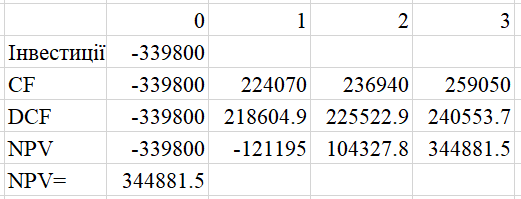 0 1 2 3
Інвестиції -339800
CF -339800 224070 236940 259050
DCF -339800 218604.9 225522.9 240553.7
NPV -339800 -121195 104327.8 344881.5
NPV= 344881.5